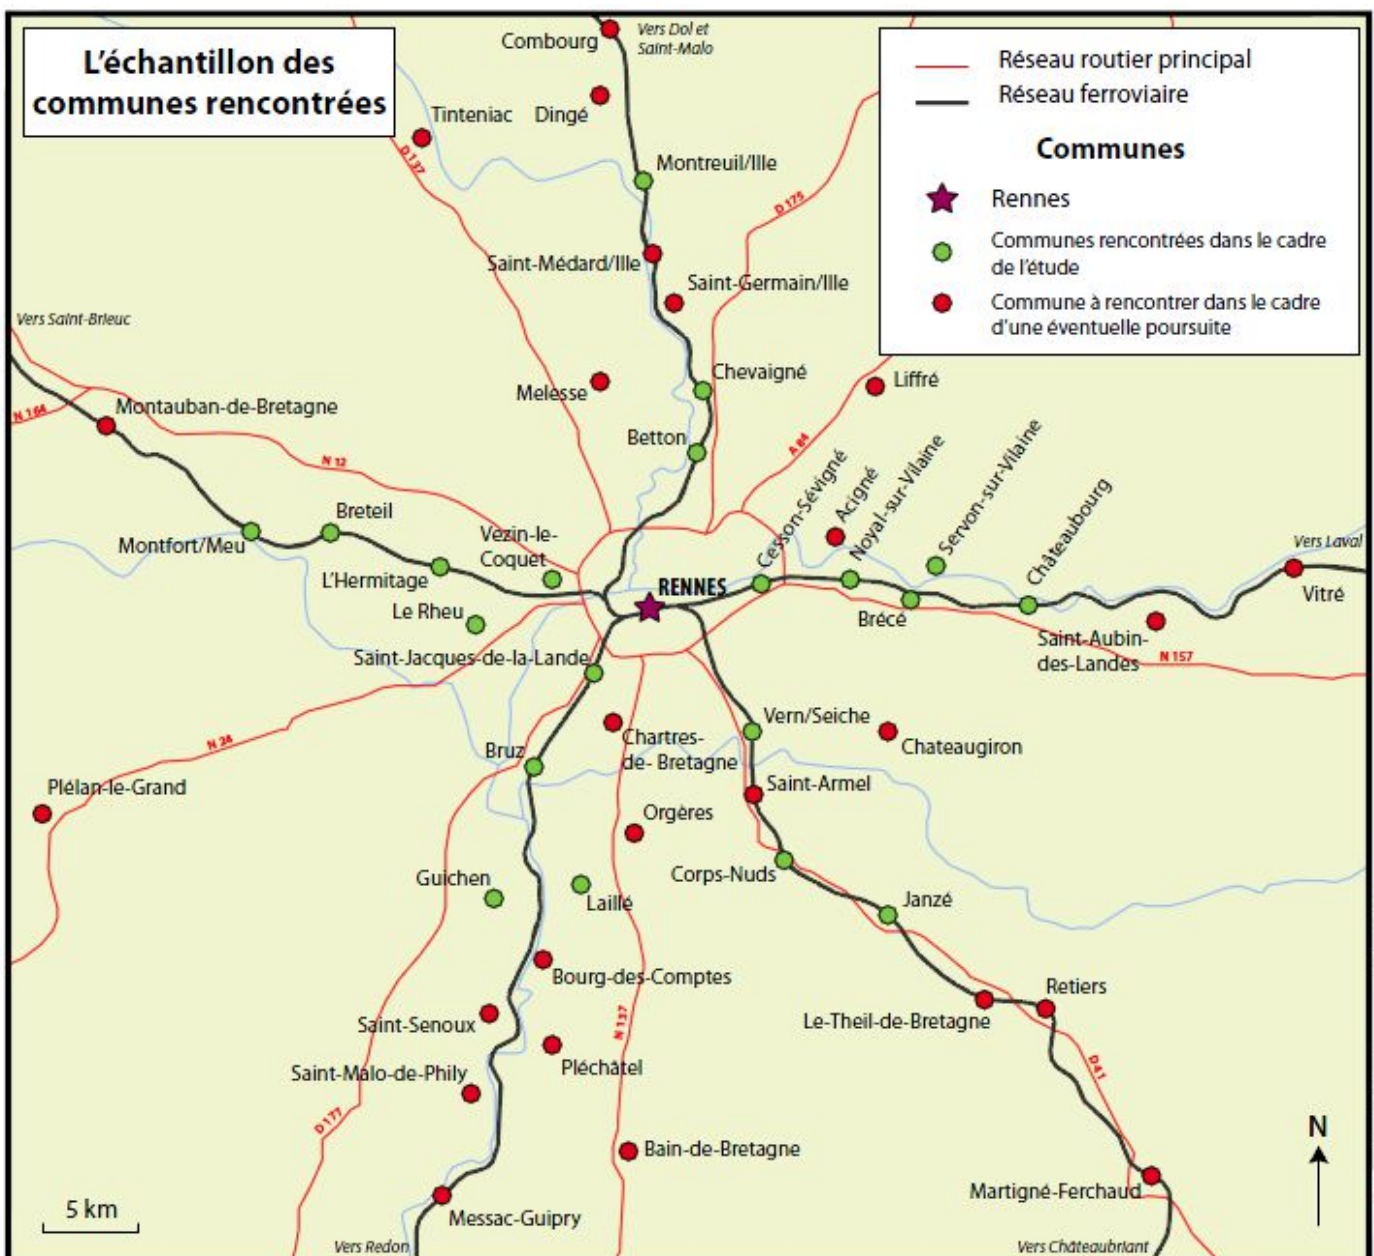 L'échantillon des
communes rencontrées
Combourg
Vers Dol et
Saint-Malo
Réseau routier principal
Réseau ferroviaire
Communes
Rennes
Communes rencontrées dans le cadre
de l'étude
Commune à rencontrer dans le cadre
d'une éventuelle poursuite
Tinteniac
Dingé
D 137
Montreuil/Ille
D 175
Saint-Médard/Ille
Saint-Germain/Ille
Vers Saint-Brieuc
Chevaigné
Melesse
Liffré
N 164
Montauban-de-Bretagne
Betton
A 84
N 12
Cesson-Sévigné
Acigné
Noyal-sur-Vilaine
Servon-sur-Vilaine
Châteaubourg
Breteil
Montfort/Meu
Vezin-le-
Coquet
L'Hermitage
Vers Laval
RENNES
Le Rheu
Brécé
Vitré
Saint-Aubin-
des-Landes
N 157
Saint-Jacques-de-la-Lande
Vern/Seiche
Chartres-
de- Bretagne
Chateaugiron
N 24
Bruz
Plélan-le-Grand
Saint-Armel
Orgères
Guichen
Corps-Nuds
Laillé
Janzé
Bourg-des-Comptes
Retiers
Saint-Senoux
Le-Theil-de-Bretagne
N 137
Pléchâtel
Saint-Malo-de-Phily
D41
D 177
Bain-de-Bretagne
N
Martigné-Ferchaud
5 km
Messac-Guipry
Vers Redon
Vers Châteaubriant